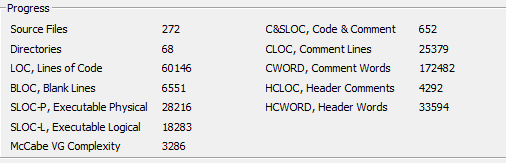 Progress
Source Files 272 C&SLOC, Code & Comment 652
Directories 68 CLOC, Comment Lines 25379
LOC, Lines of Code 60146 CWORD, Comment Words 172482
BLOC, Blank Lines 6551 HCLOC, Header Comments 4292
SLOC-P, Executable Physical 28216 HCWORD, Header Words 33594
SLOC-L, Executable Logical 18283
McCabe VG Complexity 3286